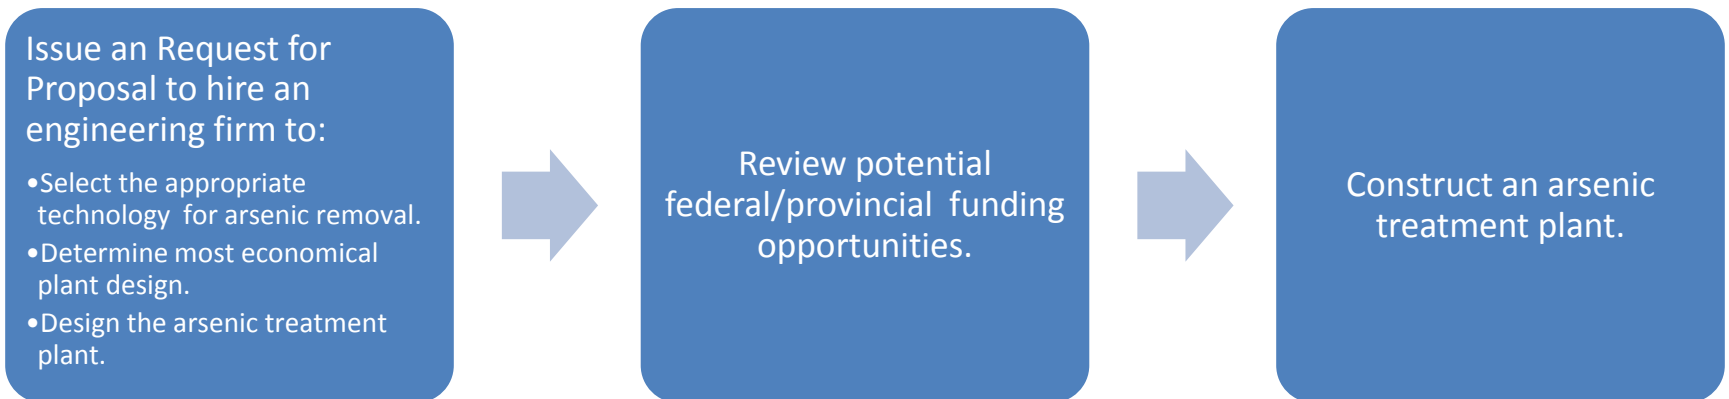 Issue an Request for
Proposal to hire an
engineering firm to:
•Select the appropriate
technology  for arsenic removal.
•Determine most economical
plant design.
•Design the arsenic treatment
plant.
Review potential
federal/provincial  funding
opportunities.
Construct an arsenic
treatment plant.